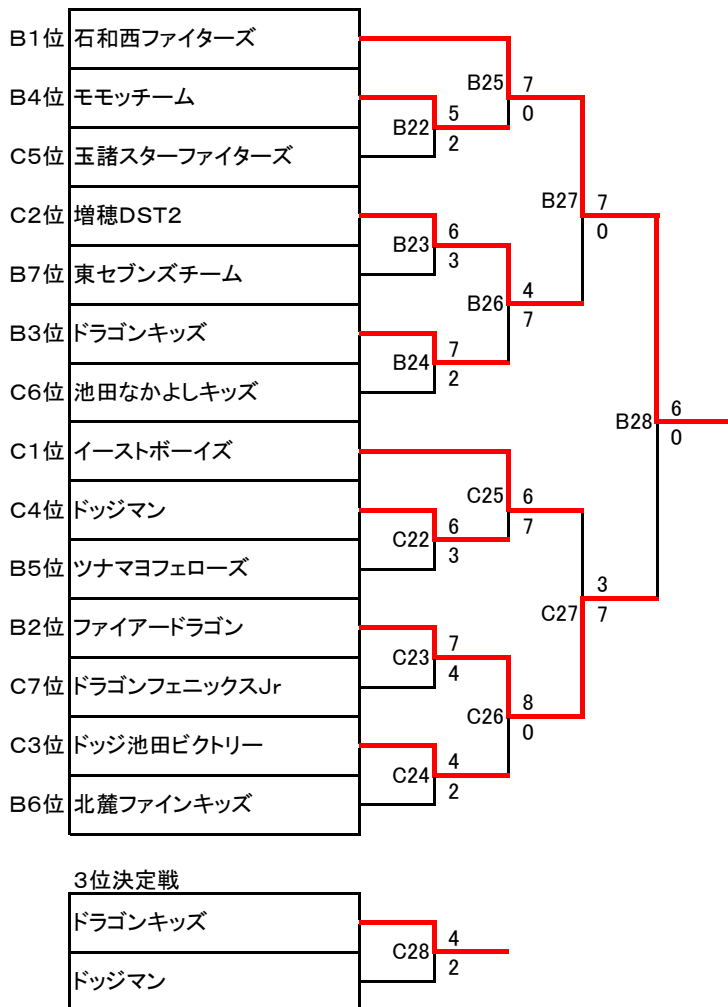 B1位 石和西ファイターズ
B25 7
0
B4位 モモッチーム
B22 5
2
C5位 玉諸スターファイターズ
B27 7
0
C2位 増穂DST2
B23 6
3
B7位 東セブンズチーム
B26 4
7
B3位 ドラゴンキッズ
B24 7
2
C6位 池田なかよしキッズ
B28 6
0
C1位 イーストボーイズ
C25 6
7
C4位 ドッジマン
C22 6
3
B5位 ツナマヨフェローズ
C27 3
7
B2位 ファイアードラゴン
C23 7
4
C7位 ドラゴンフェニックスJr
C26 8
0
C3位 ドッジ池田ビクトリー
C24 4
2
B6位 北麓ファインキッズ
3位決定戦
ドラゴンキッズ
C28 4
2
ドッジマン